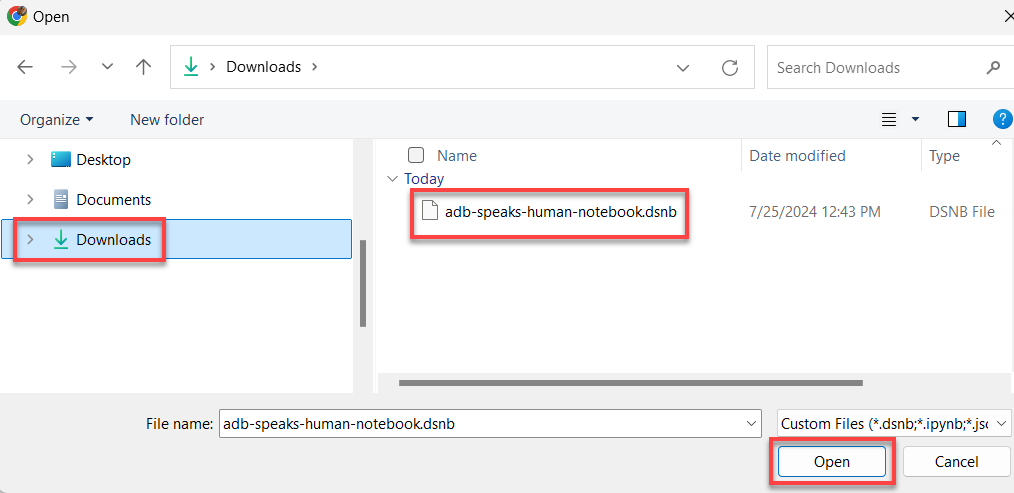 Open
Downloads
Search Downloads
Organize
New folder
?
Desktop
Documents
Downloads
Name
Date modified
Type
Today
adb-speaks-human-notebook.dsnb
7/25/2024 12:43 PM
DSNB File
File name:
adb-speaks-human-notebook.dsnb
Custom Files (*.dsnb;*.ipynb;*.jsc
Open
Cancel